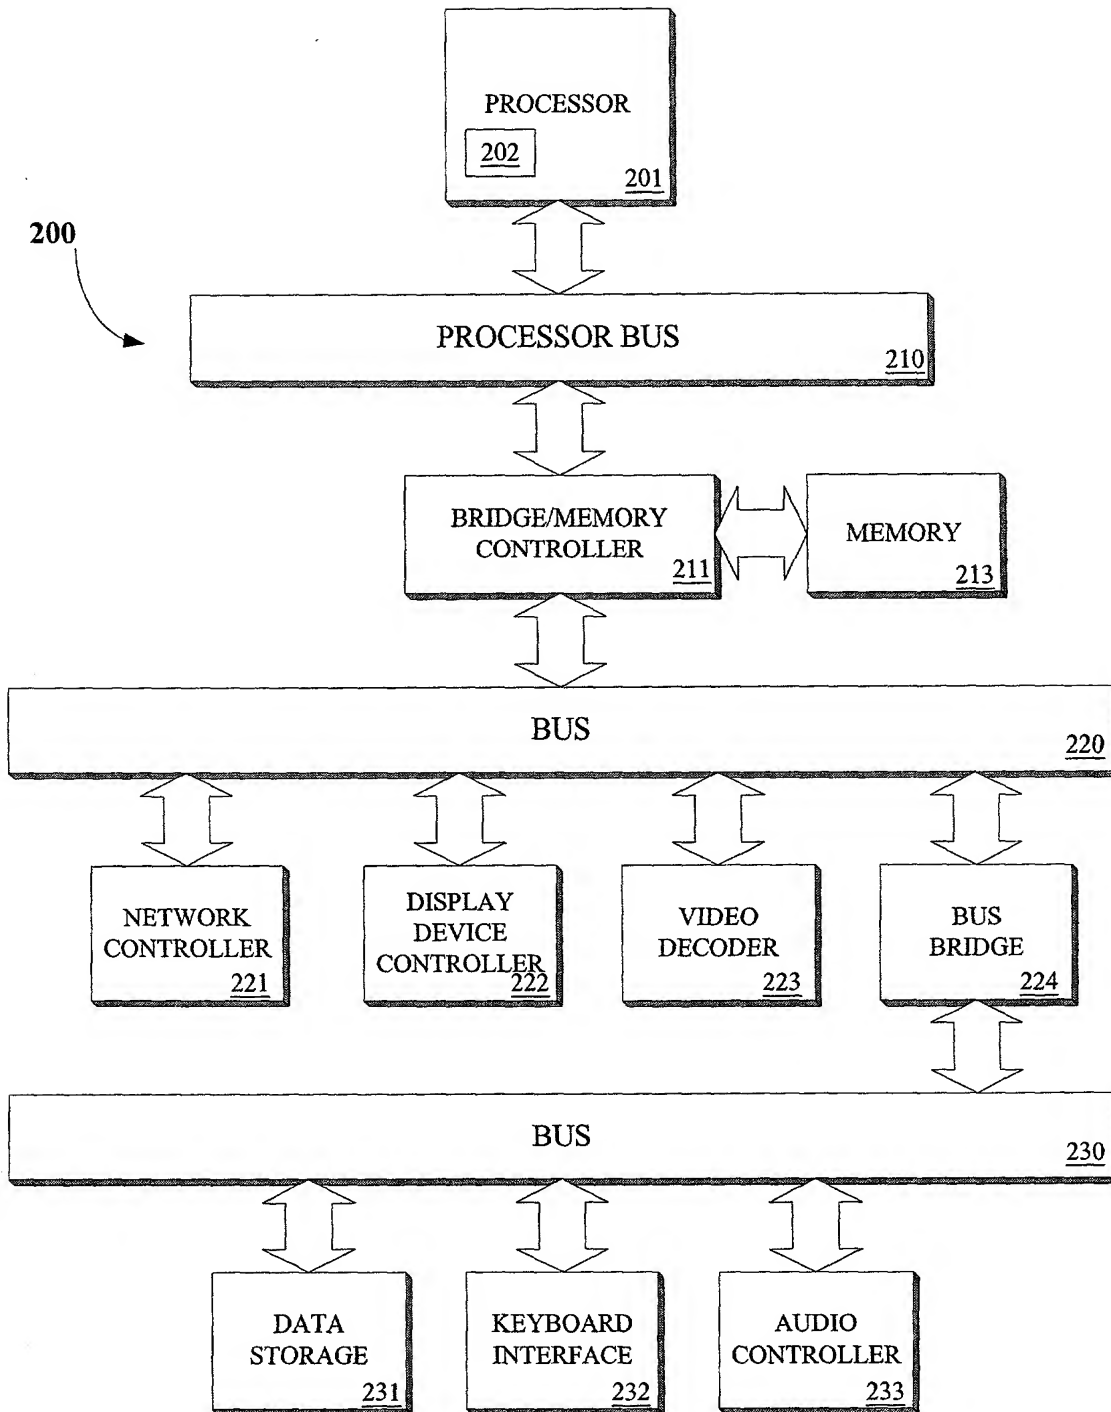 PROCESSOR
202
201
200
PROCESSOR BUS
210
BRIDGE/MEMORY
CONTROLLER
211
MEMORY
213
BUS
220
NETWORK
CONTROLLER
221
DISPLAY
DEVICE
CONTROLLER
222
VIDEO
DECODER
223
BUS
BRIDGE
224
BUS
230
DATA
STORAGE
231
KEYBOARD
INTERFACE
232
AUDIO
CONTROLLER
233